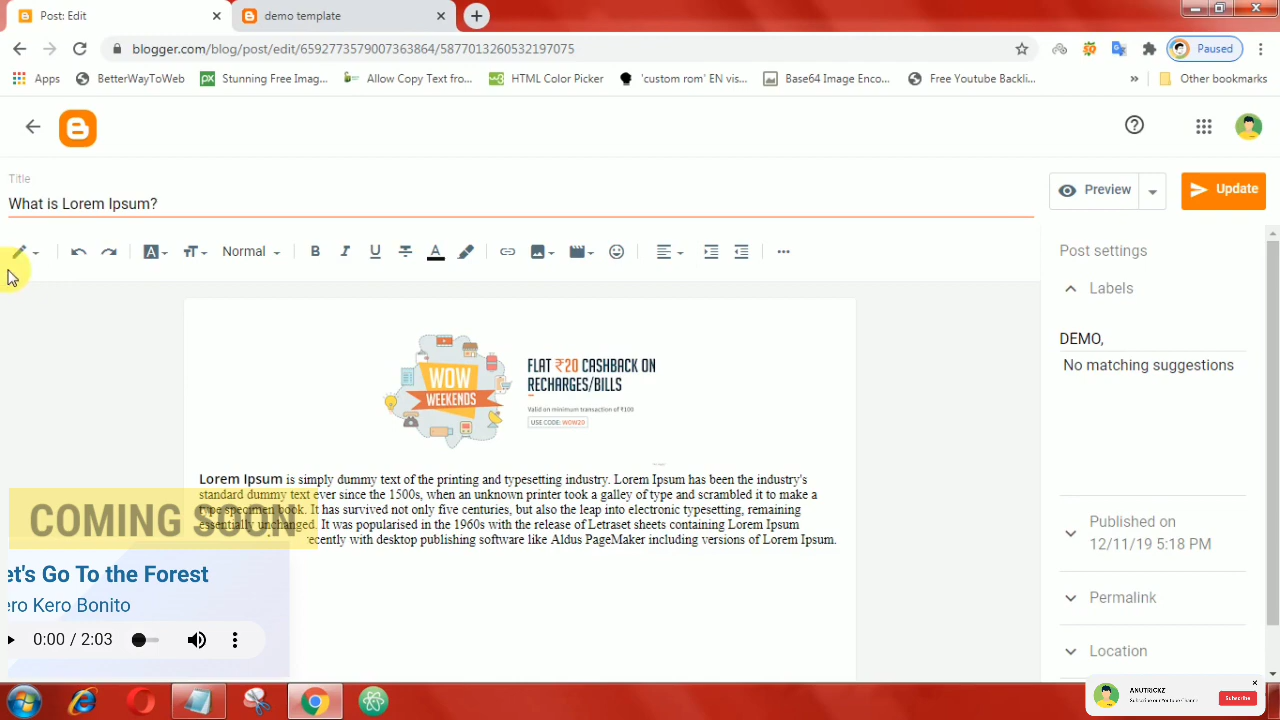 Post: Edit
demo template
blogger.com/blog/post/edit/6592773579007363864/5877013260532197075
Paused
Apps
BetterWayToWeb
Stunning Free Imag...
Allow Copy Text fro...
HTML Color Picker
'custom rom' EN vis...
Base64 Image Enco...
Free Youtube Backli...
»
Other bookmarks
Title
What is Lorem Ipsum?
Preview
Update
Normal
B
I
U
A
Post settings
Labels
DEMO,
No matching suggestions
WOW
WEEKENDS
FLAT ₹20 CASHBACK ON
RECHARGES/BILLS
Valid on minimum transaction of ₹100
USE CODE: WOW20
Lorem Ipsum is simply dummy text of the printing and typesetting industry. Lorem Ipsum has been the industry's
standard dummy text ever since the 1500s, when an unknown printer took a galley of type and scrambled it to make a
type specimen book. It has survived not only five centuries, but also the leap into electronic typesetting, remaining
essentially unchanged. It was popularised in the 1960s with the release of Letraset sheets containing Lorem Ipsum
recently with desktop publishing software like Aldus PageMaker including versions of Lorem Ipsum.
COMING SOON
et's Go To the Forest
ero Kero Bonito
0:00 / 2:03
Published on
12/11/19 5:18 PM
Permalink
Location
ANUTRICKZ
Subscribe